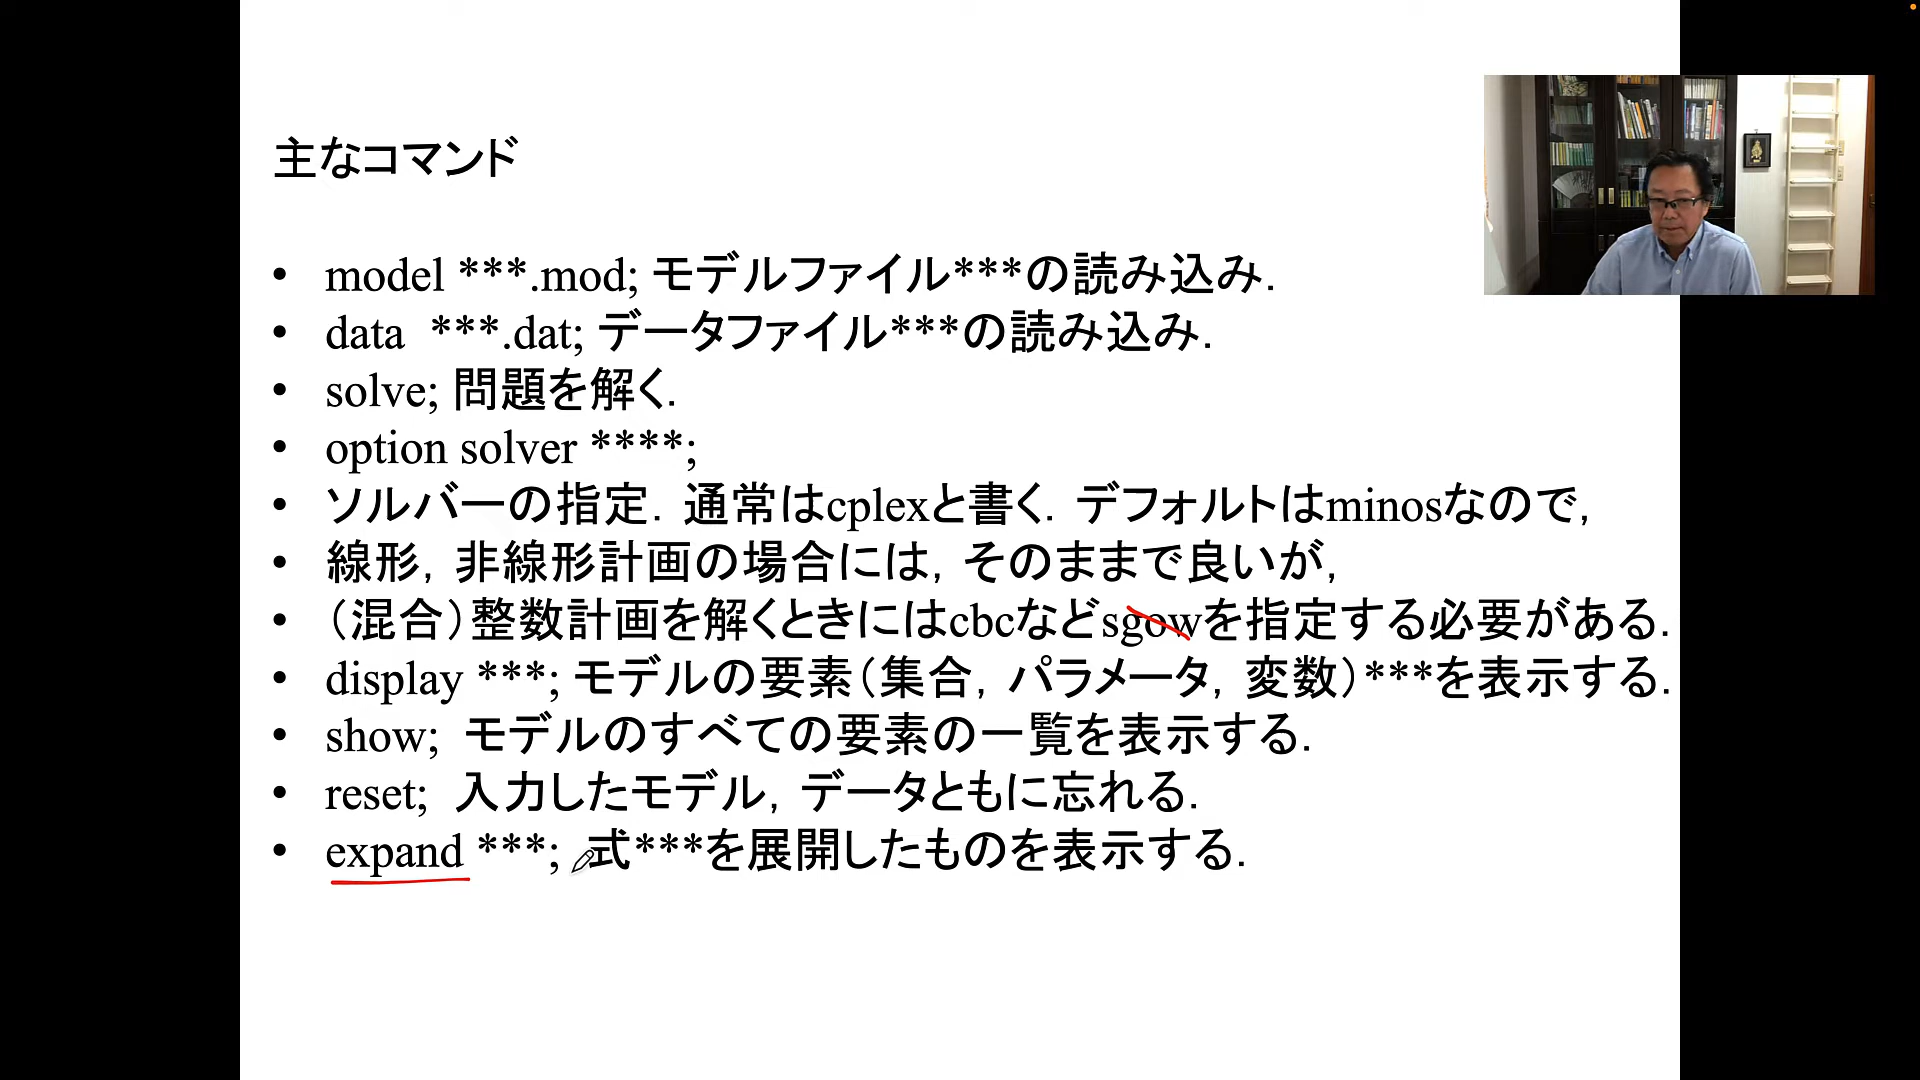 主なコマンド
• model ***.mod; モデルファイル***の読み込み.
• data ***.dat; データファイル***の読み込み.
• solve; 問題を解く.
• option solver ****;
• ソルバーの指定. 通常はcplexと書く. デフォルトはminosなので,
• 線形, 非線形計画の場合には, そのままで良いが,
• (混合)整数計画を解くときにはcbcなどsgowを指定する必要がある.
• display ***; モデルの要素(集合, パラメータ, 変数)***を表示する.
• show; モデルのすべての要素の一覧を表示する.
• reset; 入力したモデル, データともに忘れる.
• expand ***; 式***を展開したものを表示する.